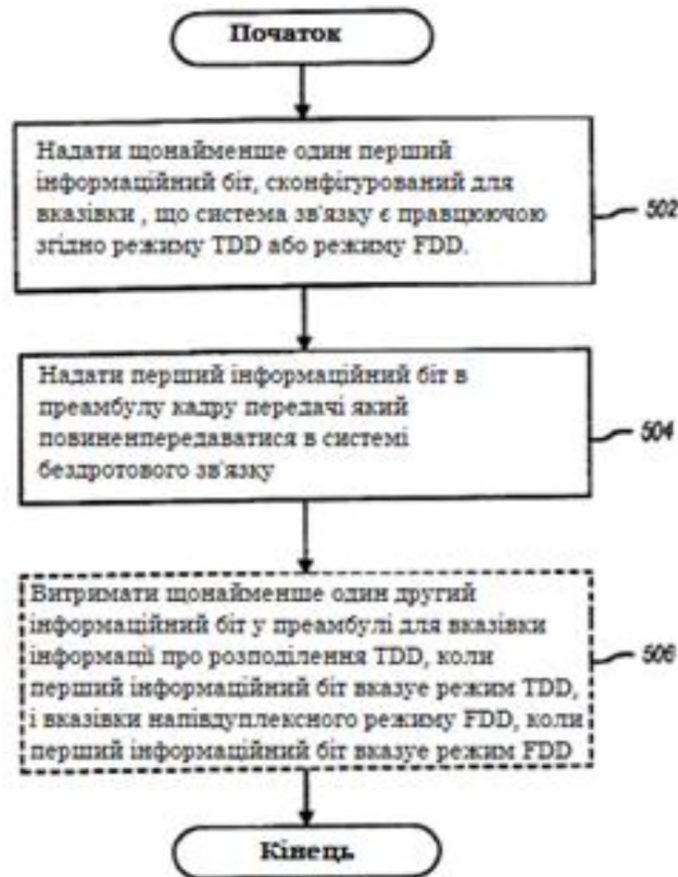 Початок
Надати щонайменше один перший
інформаційний біт, сконфігурований для
вказівки , що система зв'язку є правцюючою
згідно режиму TDD або режиму FDD.
502
Надати перший інформаційний біт в
преамбулу кадру передачі який
повиненпередаватися в системі
бездротового зв'язку
504
Витримати щонайменше один другий
інформаційний біт у преамбулі для вказівки
інформації про розподілення TDD, коли
перший інформаційний біт вказує режим TDD,
і вказівки напівдуплексного режиму FDD, коли
перший інформаційний біт вказує режим FDD
506
Кінець